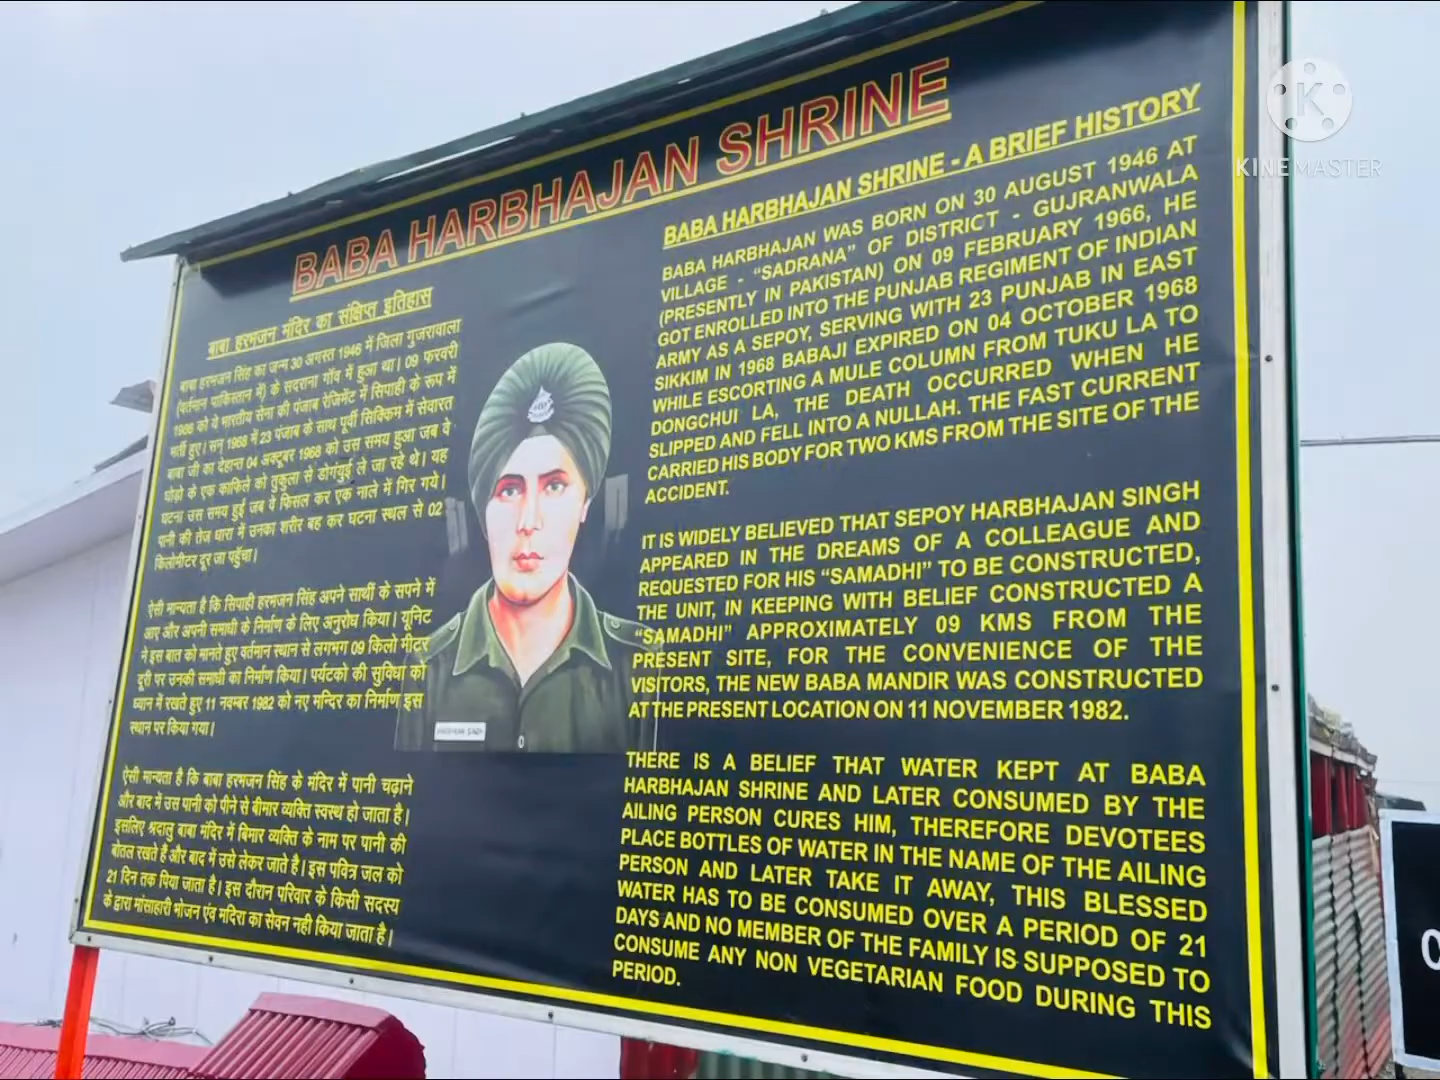 BABA HARBHAJAN SHRINE
बाबा हरभजन मंदिर का संक्षिप्त इतिहास
बाबा हरभजन सिंह का जन्म 30 अगस्त 1946 में जिला गुजरावाला
(वर्तमान पाकिस्तान में) के सदराना गाँव में हुआ था। 09 फरवरी
1966 को ये भारतीय सेना की पंजाब रेजिमेंट में सिपाही के रूप में
भर्ती हुए। सन् 1968 में 23 पंजाब के साथ पूर्वी सिक्किम में सेवारत
बाबा जी का देहान्त 04 अक्टूबर 1968 को उस समय हुआ जब वे
घोड़ो के एक काफिले को तुकुला से डोगंचुई ले जा रहे थे। यह
घटना उस समय हुई जब वें फिसल कर एक नाले में गिर गये।
पानी की तेज धारा में उनका शरीर बह कर घटना स्थल से 02
किलोमीटर दूर जा पहुँचा।
ऐसी मान्यता है कि सिपाही हरभजन सिंह अपने साथीं के सपने में
आए और अपनी समाधी के निर्माण के लिए अनुरोध किया। यूनिट
ने इस बात को मानते हुए वर्तमान स्थान से लगभग 09 किलो मीटर
दूरी पर उनकी समाधी का निर्माण किया। पर्यटको की सुविधा को
ध्यान में रखते हुए 11 नवम्बर 1982 को नए मन्दिर का निर्माण इस
स्थान पर किया गया।
ऐसी मान्यता है कि बाबा हरभजन सिंह के मंदिर में पानी चढ़ाने
और बाद में उस पानी को पीने से बीमार व्यक्ति स्वस्थ हो जाता है।
इसलिए श्रदालु बाबा मंदिर में बिमार व्यक्ति के नाम पर पानी की
बोतल रखते हैं और बाद में उसे लेकर जाते है। इस पवित्र जल को
21 दिन तक पिया जाता है। इस दौरान परिवार के किसी सदस्य
के द्वारा मांसाहारी भोजन एंव मदिरा का सेवन नही किया जाता है।
HARBHAJAN SINGH
BABA HARBHAJAN SHRINE - A BRIEF HISTORY
BABA HARBHAJAN WAS BORN ON 30 AUGUST 1946 AT
VILLAGE - “SADRANA” OF DISTRICT - GUJRANWALA
(PRESENTLY IN PAKISTAN) ON 09 FEBRUARY 1966, HE
GOT ENROLLED INTO THE PUNJAB REGIMENT OF INDIAN
ARMY AS A SEPOY, SERVING WITH 23 PUNJAB IN EAST
SIKKIM IN 1968 BABAJI EXPIRED ON 04 OCTOBER 1968
WHILE ESCORTING A MULE COLUMN FROM TUKU LA TO
DONGCHUI LA, THE DEATH OCCURRED WHEN HE
SLIPPED AND FELL INTO A NULLAH. THE FAST CURRENT
CARRIED HIS BODY FOR TWO KMS FROM THE SITE OF THE
ACCIDENT.
IT IS WIDELY BELIEVED THAT SEPOY HARBHAJAN SINGH
APPEARED IN THE DREAMS OF A COLLEAGUE AND
REQUESTED FOR HIS “SAMADHI” TO BE CONSTRUCTED,
THE UNIT, IN KEEPING WITH BELIEF CONSTRUCTED A
“SAMADHI” APPROXIMATELY 09 KMS FROM THE
PRESENT SITE, FOR THE CONVENIENCE OF THE
VISITORS, THE NEW BABA MANDIR WAS CONSTRUCTED
AT THE PRESENT LOCATION ON 11 NOVEMBER 1982.
THERE IS A BELIEF THAT WATER KEPT AT BABA
HARBHAJAN SHRINE AND LATER CONSUMED BY THE
AILING PERSON CURES HIM, THEREFORE DEVOTEES
PLACE BOTTLES OF WATER IN THE NAME OF THE AILING
PERSON AND LATER TAKE IT AWAY, THIS BLESSED
WATER HAS TO BE CONSUMED OVER A PERIOD OF 21
DAYS AND NO MEMBER OF THE FAMILY IS SUPPOSED TO
CONSUME ANY NON VEGETARIAN FOOD DURING THIS
PERIOD.
K
KINEMASTER